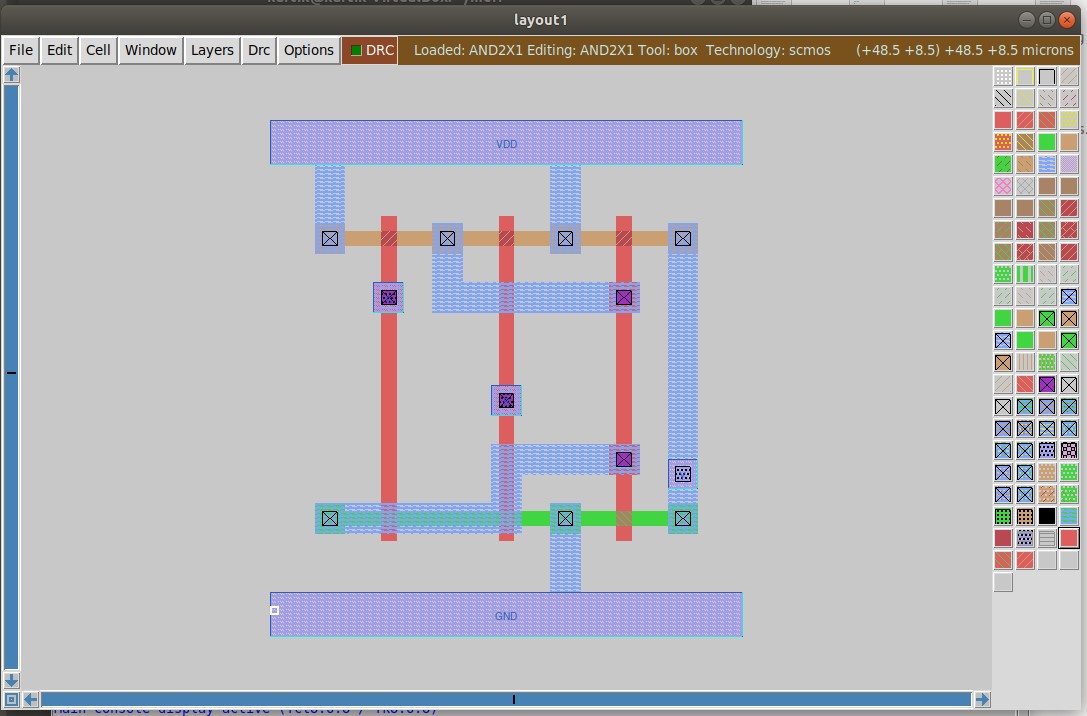 layout1
File Edit Cell Window Layers Drc Options DRC Loaded: AND2X1 Editing: AND2X1 Tool: box Technology: scmos (+48.5 +8.5) +48.5 +8.5 microns
VDD
GND